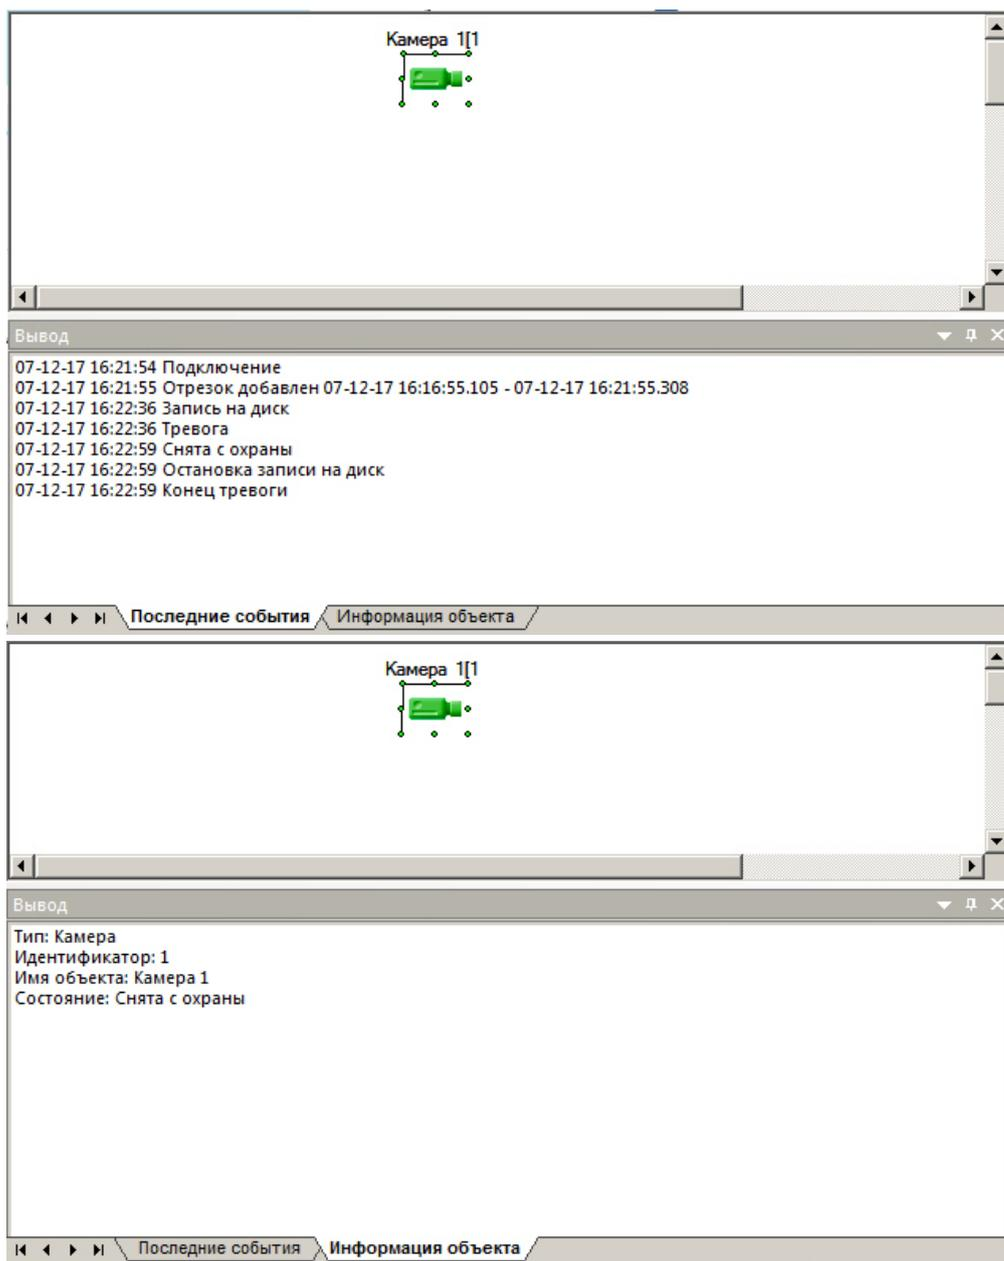 Камера 1[1
Вывод
07-12-17 16:21:54 Подключение
07-12-17 16:21:55 Отрезок добавлен 07-12-17 16:16:55.105 - 07-12-17 16:21:55.308
07-12-17 16:22:36 Запись на диск
07-12-17 16:22:36 Тревога
07-12-17 16:22:59 Снята с охраны
07-12-17 16:22:59 Остановка записи на диск
07-12-17 16:22:59 Конец тревоги
Последние события Информация объекта
Камера 1[1
Вывод
Тип: Камера
Идентификатор: 1
Имя объекта: Камера 1
Состояние: Снята с охраны
Последние события Информация объекта